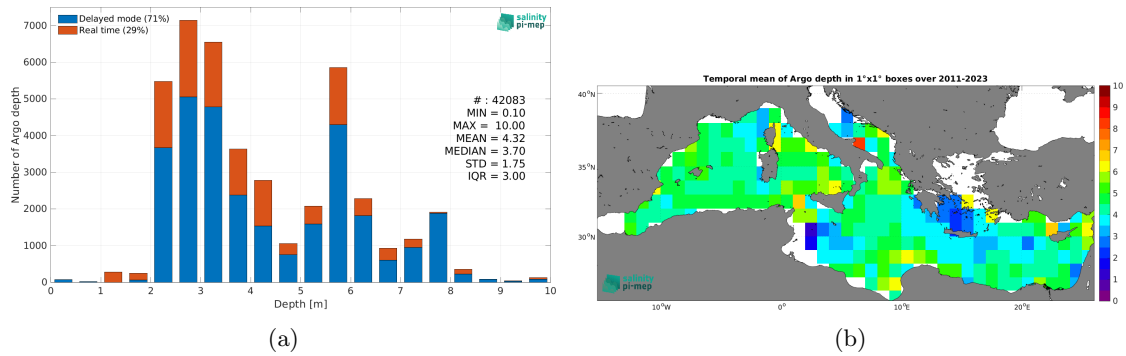 Delayed mode (71%)
Real time (29%)
salinity
pi-mep
7000
6000
5000
4000
3000
2000
1000
0
Number of Argo depth
# : 42083
MIN = 0.10
MAX = 10.00
MEAN = 4.32
MEDIAN = 3.70
STD = 1.75
IQR = 3.00
0 1 2 3 4 5 6 7 8 9 10
Depth [m]
(a)
Temporal mean of Argo depth in 1°x1° boxes over 2011-2023
40°N
35°N
30°N
10°W 0° 10°E 20°E
salinity
pi-mep
10
9
8
7
6
5
4
3
2
1
0
(b)